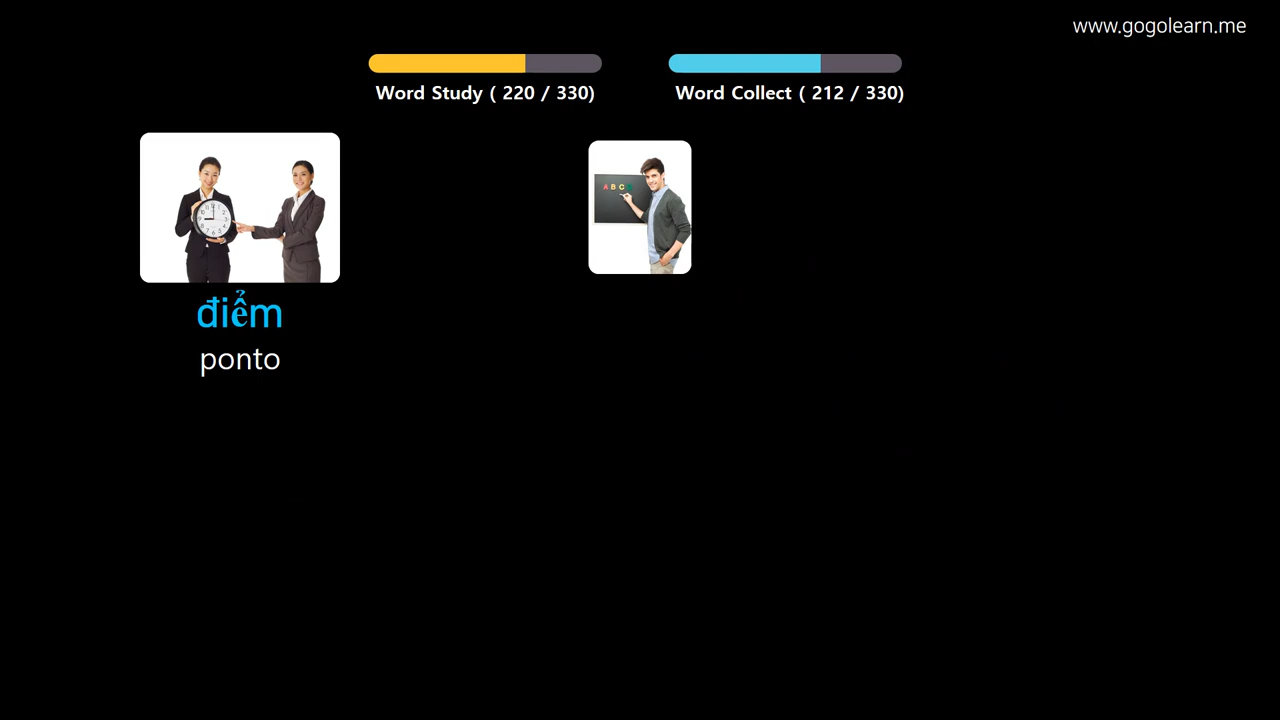 www.gogolearn.me
Word Study ( 220 / 330)
Word Collect ( 212 / 330)
A B C
điểm
ponto